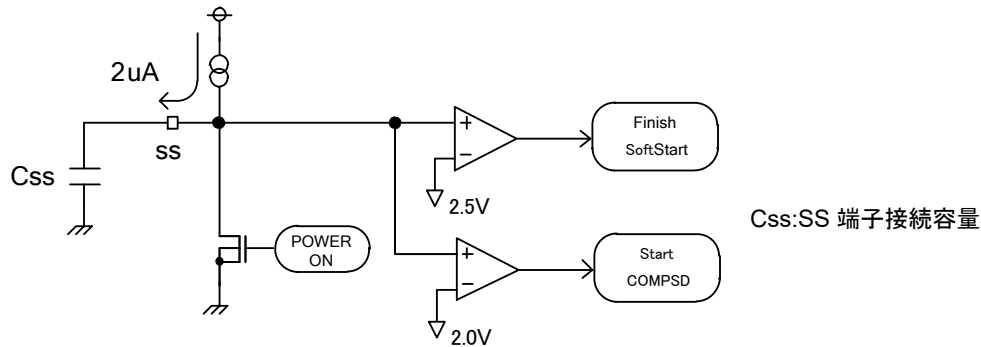 2uA
ss
Css
POWER
ON
+
−
2.5V
Finish
SoftStart
+
−
2.0V
Start
COMPSD
Css:SS 端子接続容量